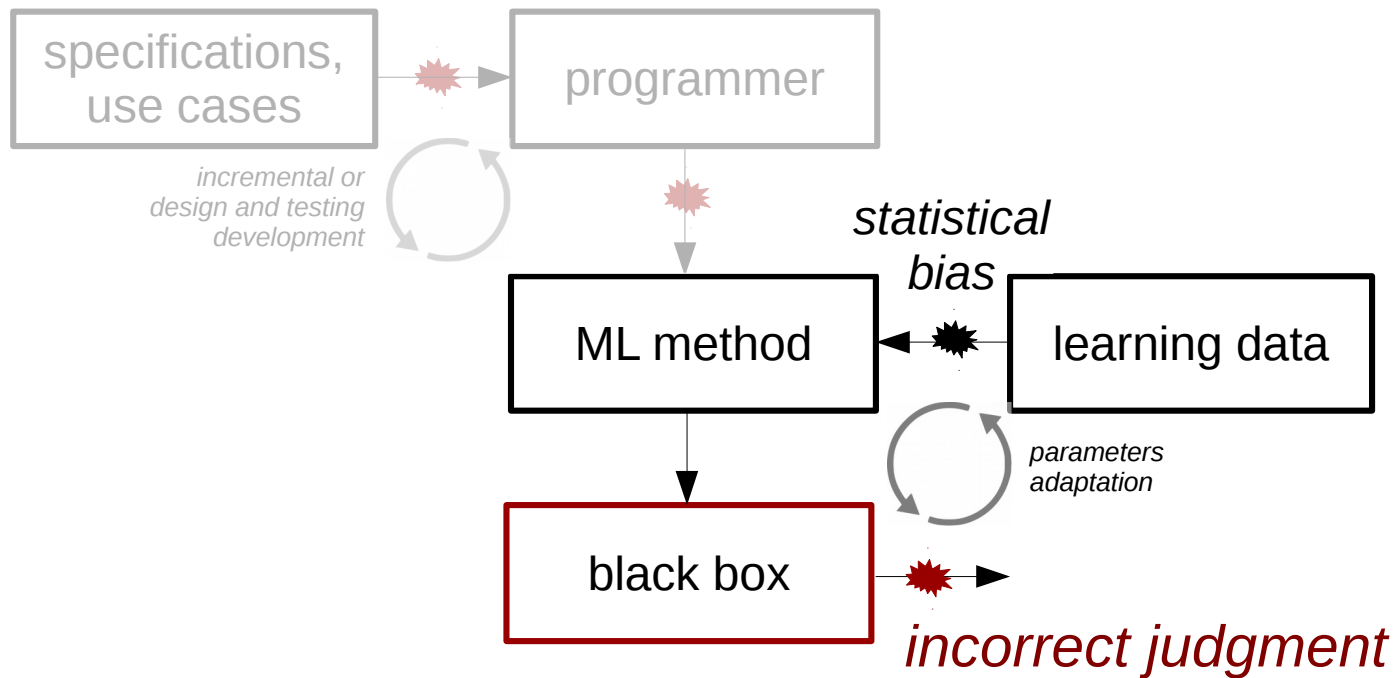 specifications,
use cases
programmer
incremental or
design and testing
development
statistical
bias
ML method
learning data
parameters
adaptation
black box
incorrect judgment